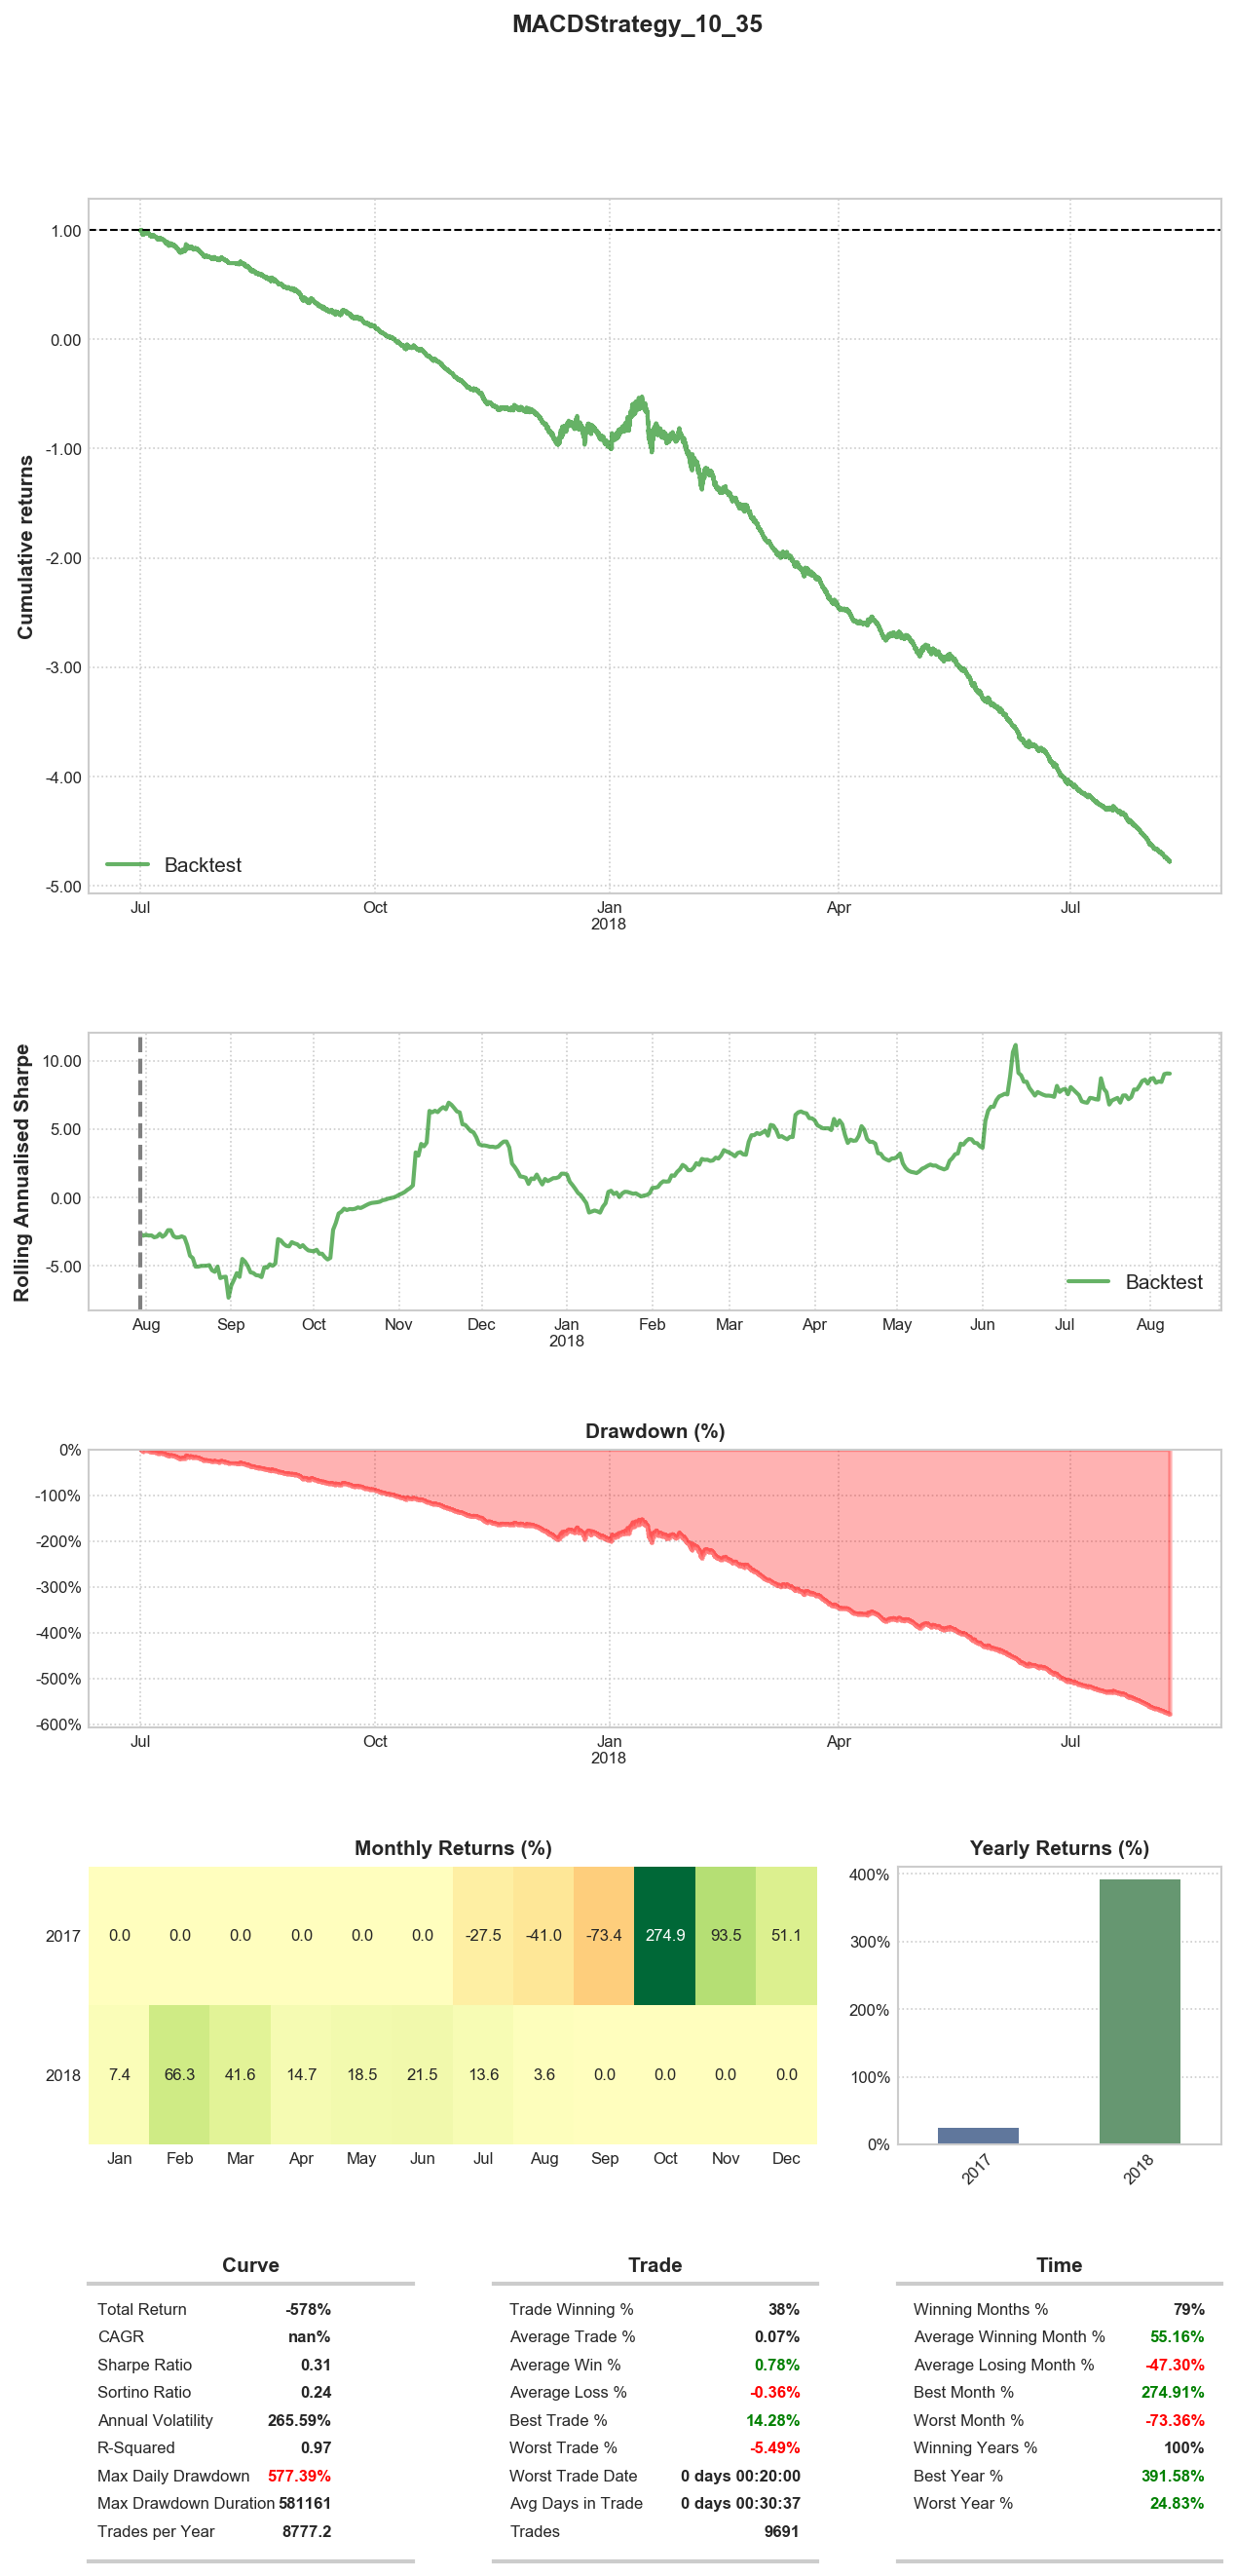 MACDStrategy_10_35
Cumulative returns
1.00
0.00
-1.00
-2.00
-3.00
-4.00
-5.00
Backtest
Jul Oct Jan Apr Jul
2018
Rolling Annualised Sharpe
10.00
5.00
0.00
-5.00
Backtest
Aug Sep Oct Nov Dec Jan Feb Mar Apr May Jun Jul Aug
2018
Drawdown (%)
0%
-100%
-200%
-300%
-400%
-500%
-600%
Jul Oct Jan Apr Jul
2018
Monthly Returns (%)
2017 0.0 0.0 0.0 0.0 0.0 0.0 -27.5 -41.0 -73.4 274.9 93.5 51.1
2018 7.4 66.3 41.6 14.7 18.5 21.5 13.6 3.6 0.0 0.0 0.0 0.0
Jan Feb Mar Apr May Jun Jul Aug Sep Oct Nov Dec
Yearly Returns (%)
400%
300%
200%
100%
0%
2017 2018
Curve
Total Return -578%
CAGR nan%
Sharpe Ratio 0.31
Sortino Ratio 0.24
Annual Volatility 265.59%
R-Squared 0.97
Max Daily Drawdown 577.39%
Max Drawdown Duration 581161
Trades per Year 8777.2
Trade
Trade Winning % 38%
Average Trade % 0.07%
Average Win % 0.78%
Average Loss % -0.36%
Best Trade % 14.28%
Worst Trade % -5.49%
Worst Trade Date 0 days 00:20:00
Avg Days in Trade 0 days 00:30:37
Trades 9691
Time
Winning Months % 79%
Average Winning Month % 55.16%
Average Losing Month % -47.30%
Best Month % 274.91%
Worst Month % -73.36%
Winning Years % 100%
Best Year % 391.58%
Worst Year % 24.83%